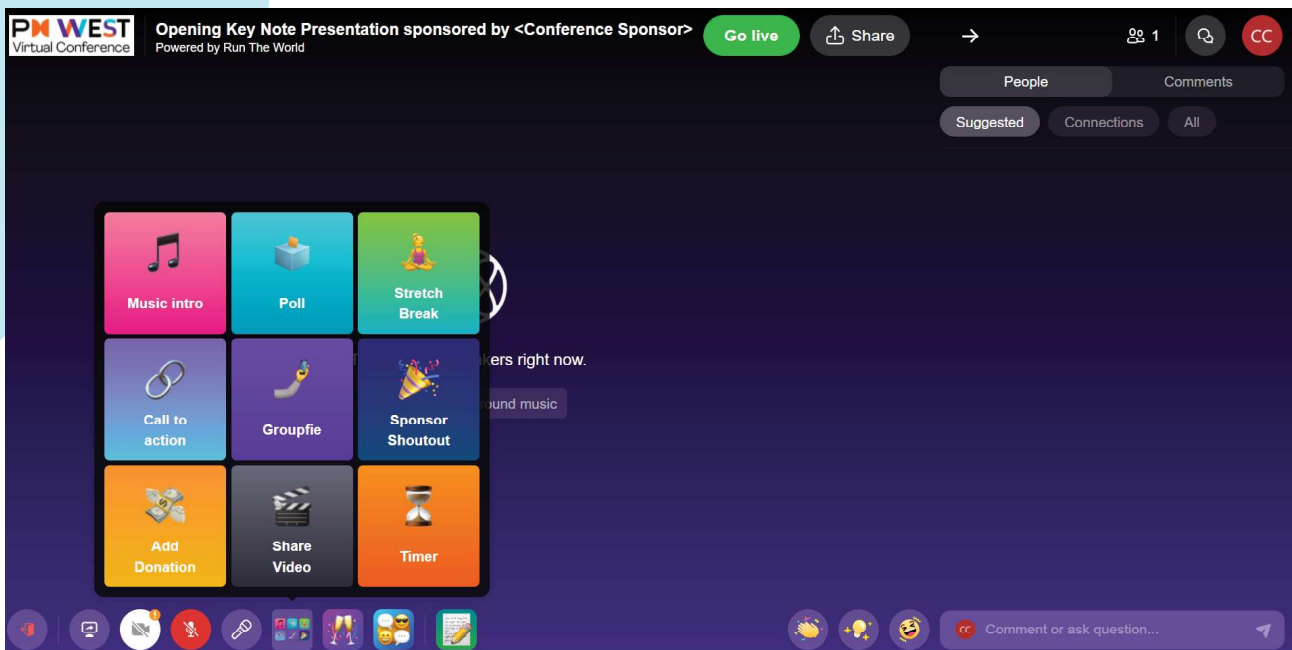 PM WEST
Virtual Conference
Opening Key Note Presentation sponsored by <Conference Sponsor>
Powered by Run The World
Go live
Share
1
CC
People
Comments
Suggested
Connections
All
Music intro
Poll
Stretch
Break
kers right now.
Call to
action
Groupfie
Sponsor
Shoutout
ound music
Add
Donation
Share
Video
Timer
CC
Comment or ask question...